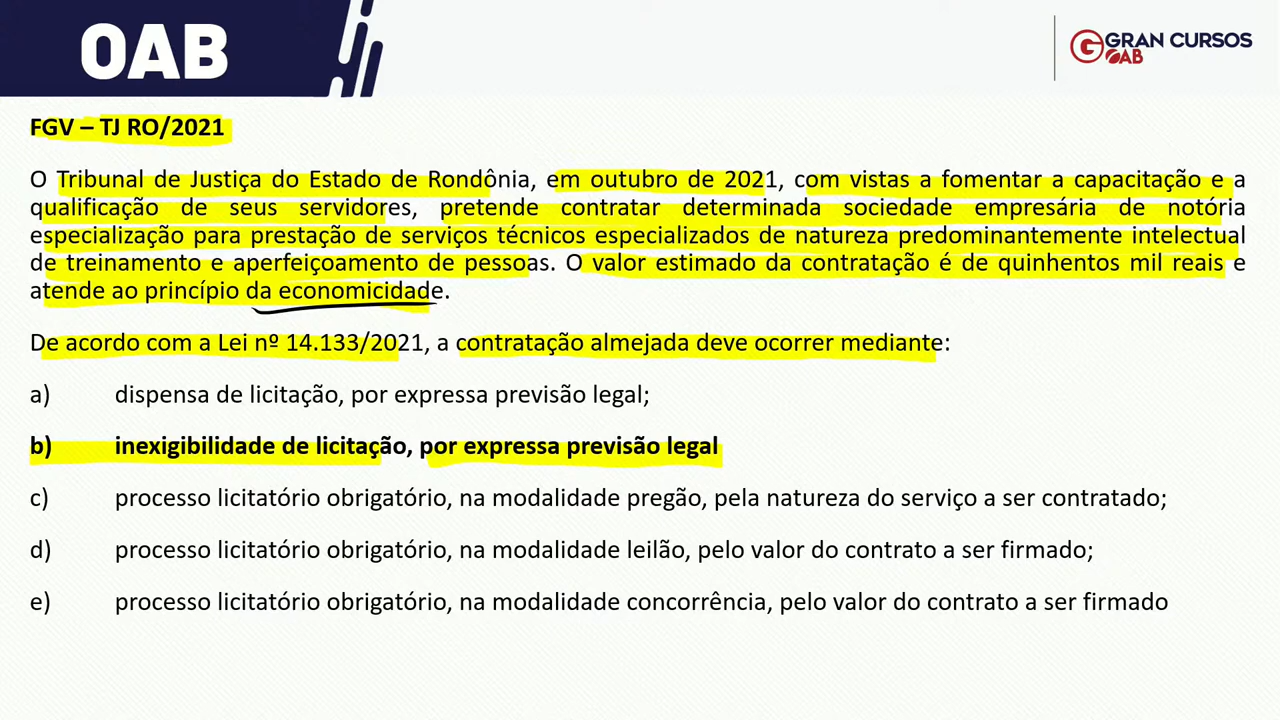 OAB
GRAN CURSOS
OAB
FGV – TJ RO/2021
O Tribunal de Justiça do Estado de Rondônia, em outubro de 2021, com vistas a fomentar a capacitação e a
qualificação de seus servidores, pretende contratar determinada sociedade empresária de notória
especialização para prestação de serviços técnicos especializados de natureza predominantemente intelectual
de treinamento e aperfeiçoamento de pessoas. O valor estimado da contratação é de quinhentos mil reais e
atende ao princípio da economicidade.
De acordo com a Lei nº 14.133/2021, a contratação almejada deve ocorrer mediante:
a) dispensa de licitação, por expressa previsão legal;
b) inexigibilidade de licitação, por expressa previsão legal
c) processo licitatório obrigatório, na modalidade pregão, pela natureza do serviço a ser contratado;
d) processo licitatório obrigatório, na modalidade leilão, pelo valor do contrato a ser firmado;
e) processo licitatório obrigatório, na modalidade concorrência, pelo valor do contrato a ser firmado